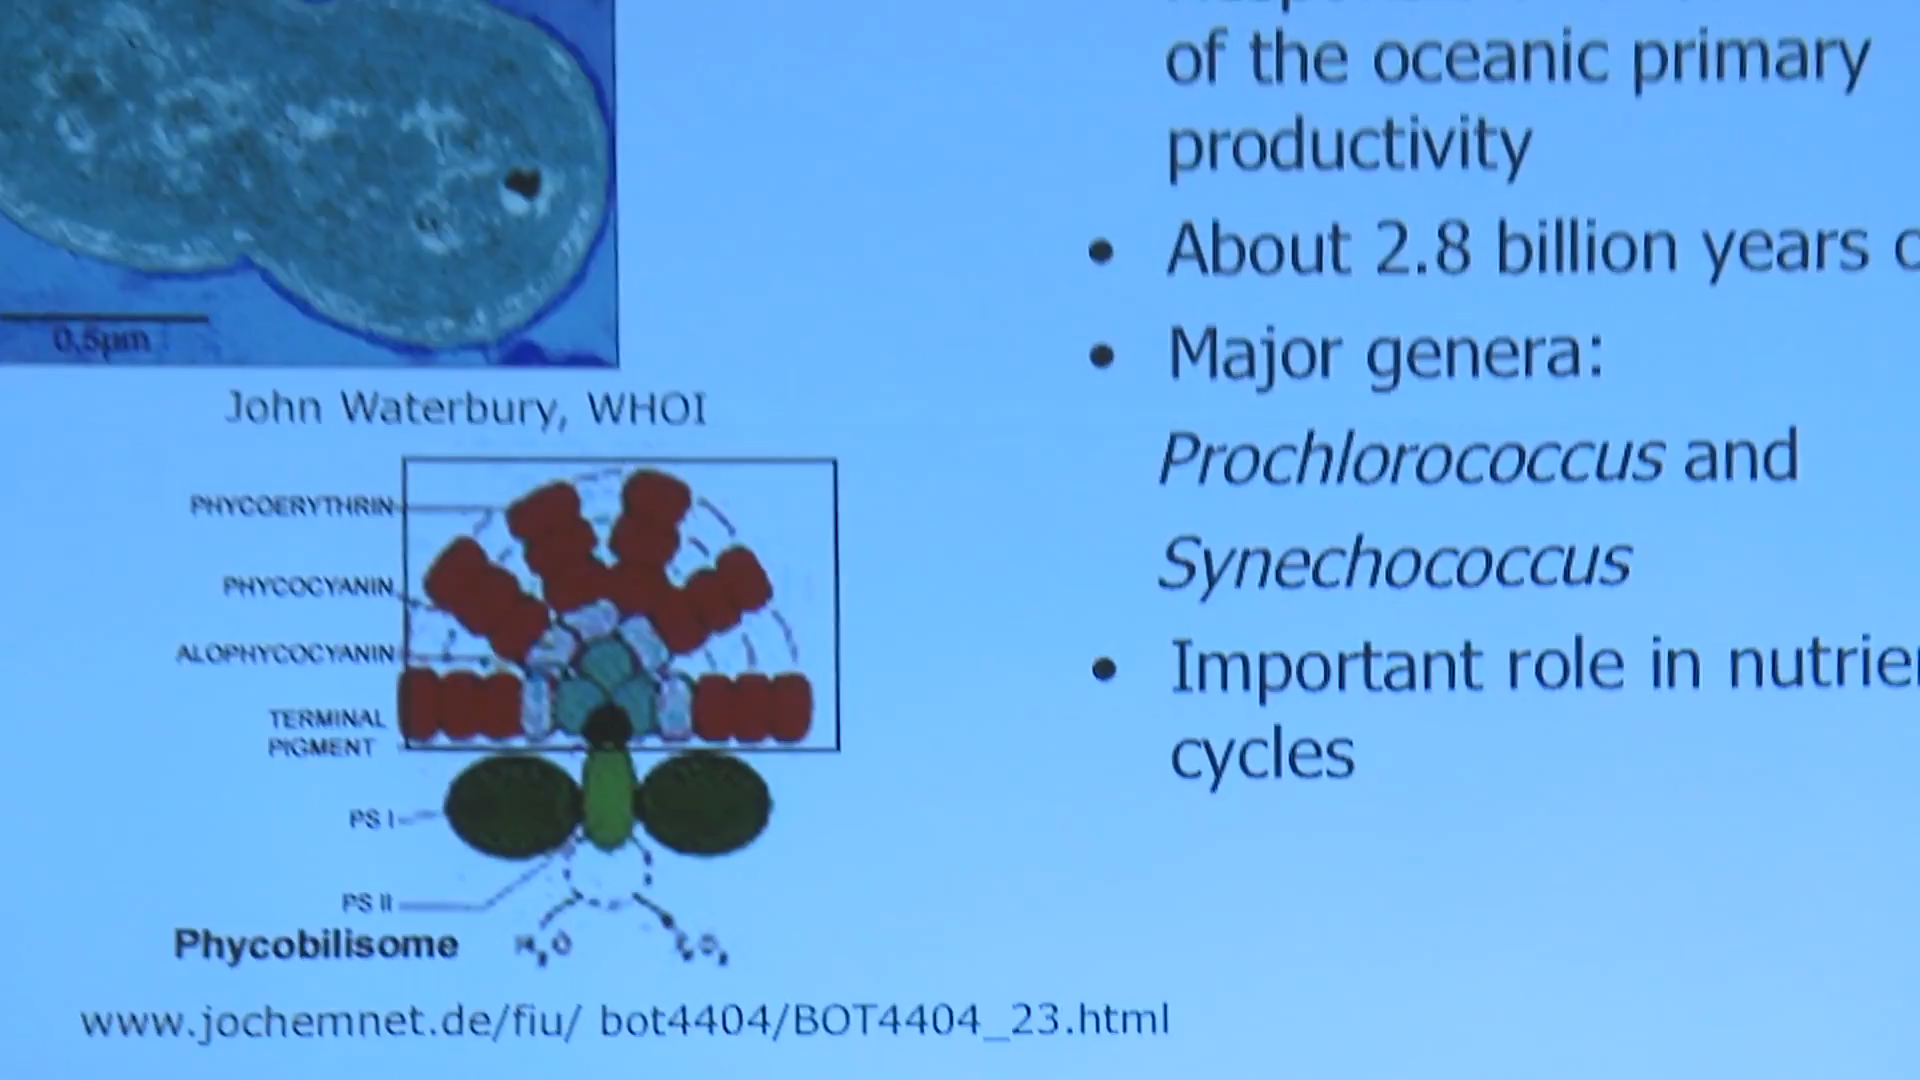 of the oceanic primary
productivity
• About 2.8 billion years
• Major genera:
Prochlorococcus and
Synechococcus
• Important role in
cycles
0.5µm
John Waterbury, WHOI
PHYCOERYTHRIN
PHYCOCYANIN
ALOPHYCOCYANIN
TERMINAL
PIGMENT
PS I
PS II
Phycobilisome
H₂O
www.jochemnet.de/fiu/ bot4404/BOT4404_23.html